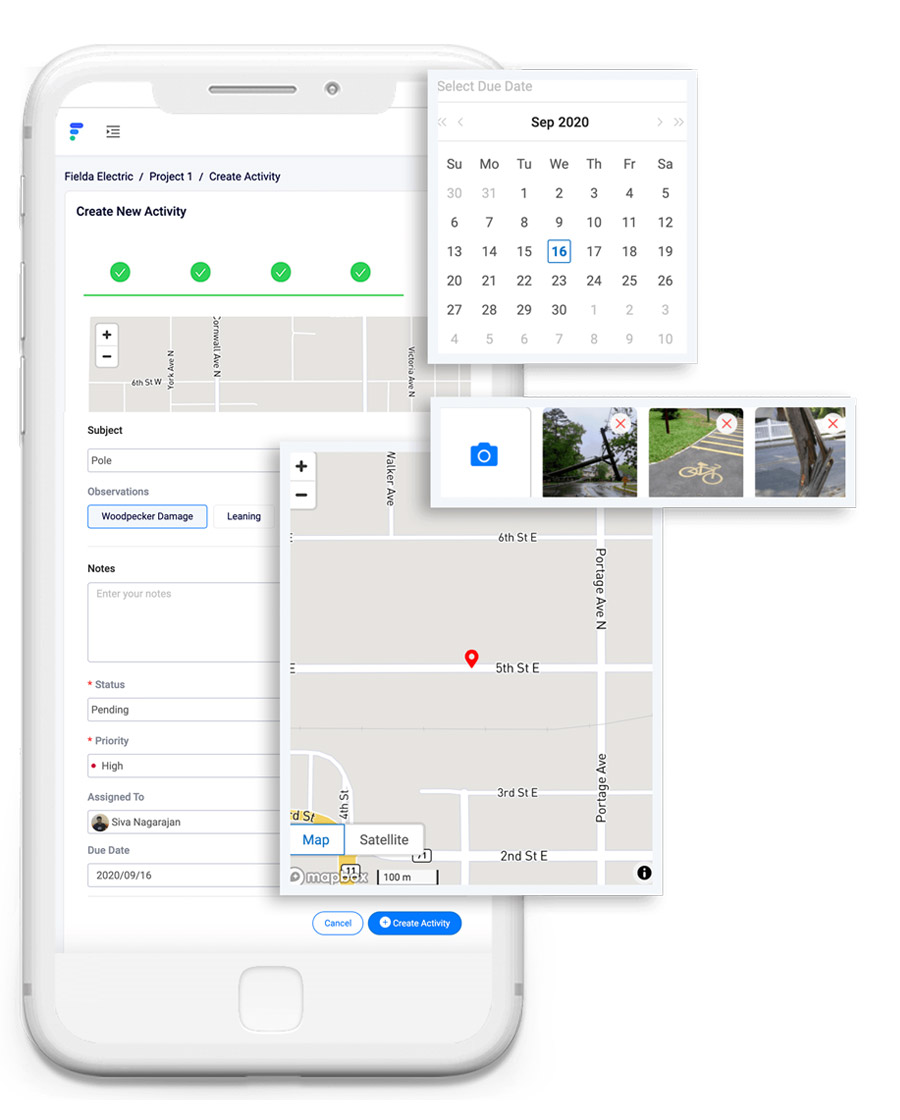 Fielda Electric / Project 1 / Create Activity
Create New Activity
+
−
6th St W
York Ave N
Cornwall Ave N
Victoria Ave N
Subject
Pole
Observations
Woodpecker Damage Leaning
Notes
Enter your notes
* Status
Pending
* Priority
High
Assigned To
Siva Nagarajan
Due Date
2020/09/16
Cancel Create Activity
Select Due Date
« < Sep 2020 > »
Su Mo Tu We Th Fr Sa
30 31 1 2 3 4 5
6 7 8 9 10 11 12
13 14 15 16 17 18 19
20 21 22 23 24 25 26
27 28 29 30 1 2 3
4 5 6 7 8 9 10
+
−
Walker Ave
6th St E
Portage Ave N
5th St E
3rd St E
Portage Ave
4th St
rd St
Map Satellite
71
2nd St E
11
mapbox
100 m
i